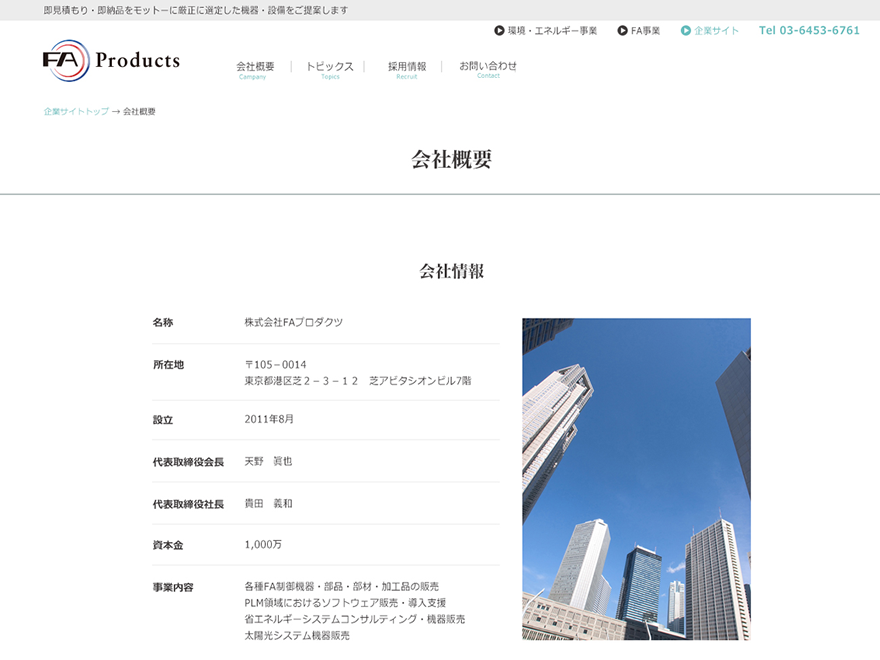 即見積もり・即納品をモットーに厳正に選定した機器・設備をご提案します
環境・エネルギー事業 FA事業 企業サイト Tel 03-6453-6761
FA Products
会社概要 トピックス 採用情報 お問い合わせ
Campany Topics Recruit Contact
企業サイトトップ → 会社概要
会社概要
会社情報
名称 株式会社FAプロダクツ
所在地 〒105－0014
東京都港区芝２－３－１２　芝アビタシオンビル7階
設立 2011年8月
代表取締役会長 天野　眞也
代表取締役社長 貴田　義和
資本金 1,000万
事業内容 各種FA制御機器・部品・部材・加工品の販売
PLM領域におけるソフトウェア販売・導入支援
省エネルギーシステムコンサルティング・機器販売
太陽光システム機器販売